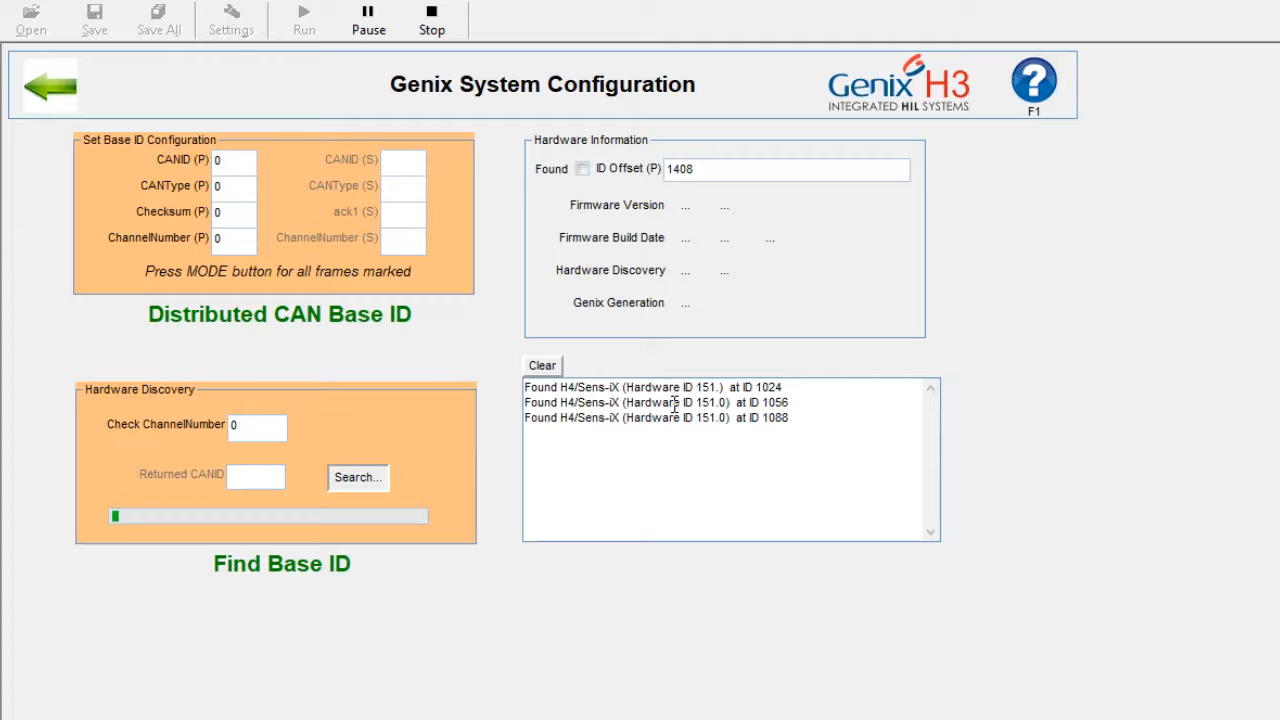 Open Save Save All Settings Run Pause Stop
Genix System Configuration
Genix H3
INTEGRATED HIL SYSTEMS
?
F1
Set Base ID Configuration
CANID (P) 0 CANID (S)
CANType (P) 0 CANType (S)
Checksum (P) 0 ack1 (S)
ChannelNumber (P) 0 ChannelNumber (S)
Press MODE button for all frames marked
Distributed CAN Base ID
Hardware Information
Found ID Offset (P) 1408
Firmware Version ... ...
Firmware Build Date ... ... ...
Hardware Discovery ... ...
Genix Generation ...
Hardware Discovery
Check ChannelNumber 0
Returned CANID Search...
Find Base ID
Clear
Found H4/Sens-iX (Hardware ID 151.) at ID 1024
Found H4/Sens-iX (Hardware ID 151.0) at ID 1056
Found H4/Sens-iX (Hardware ID 151.0) at ID 1088